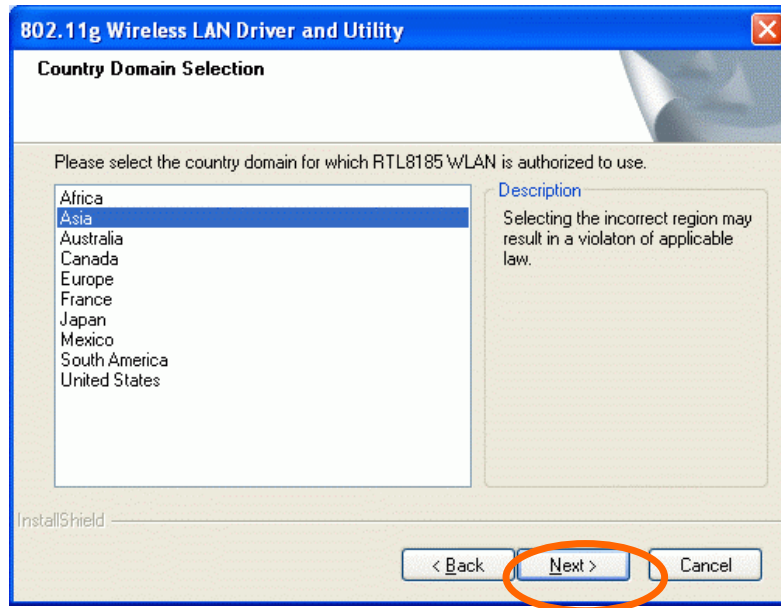 802.11g Wireless LAN Driver and Utility
Country Domain Selection
Please select the country domain for which RTL8185 WLAN is authorized to use.
Africa
Asia
Australia
Canada
Europe
France
Japan
Mexico
South America
United States
Description
Selecting the incorrect region may
result in a violaton of applicable
law.
InstallShield
< Back
Next >
Cancel